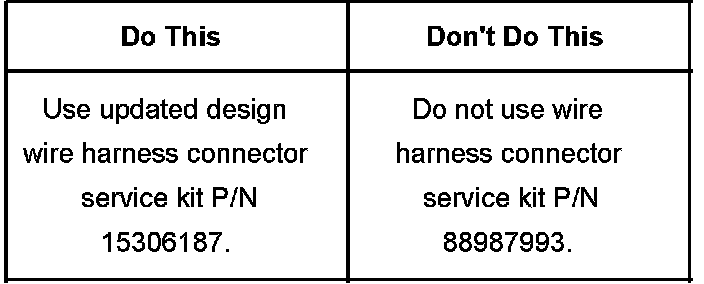 Do This
Don't Do This
Use updated design
wire harness connector
service kit P/N
15306187.
Do not use wire
harness connector
service kit P/N
88987993.